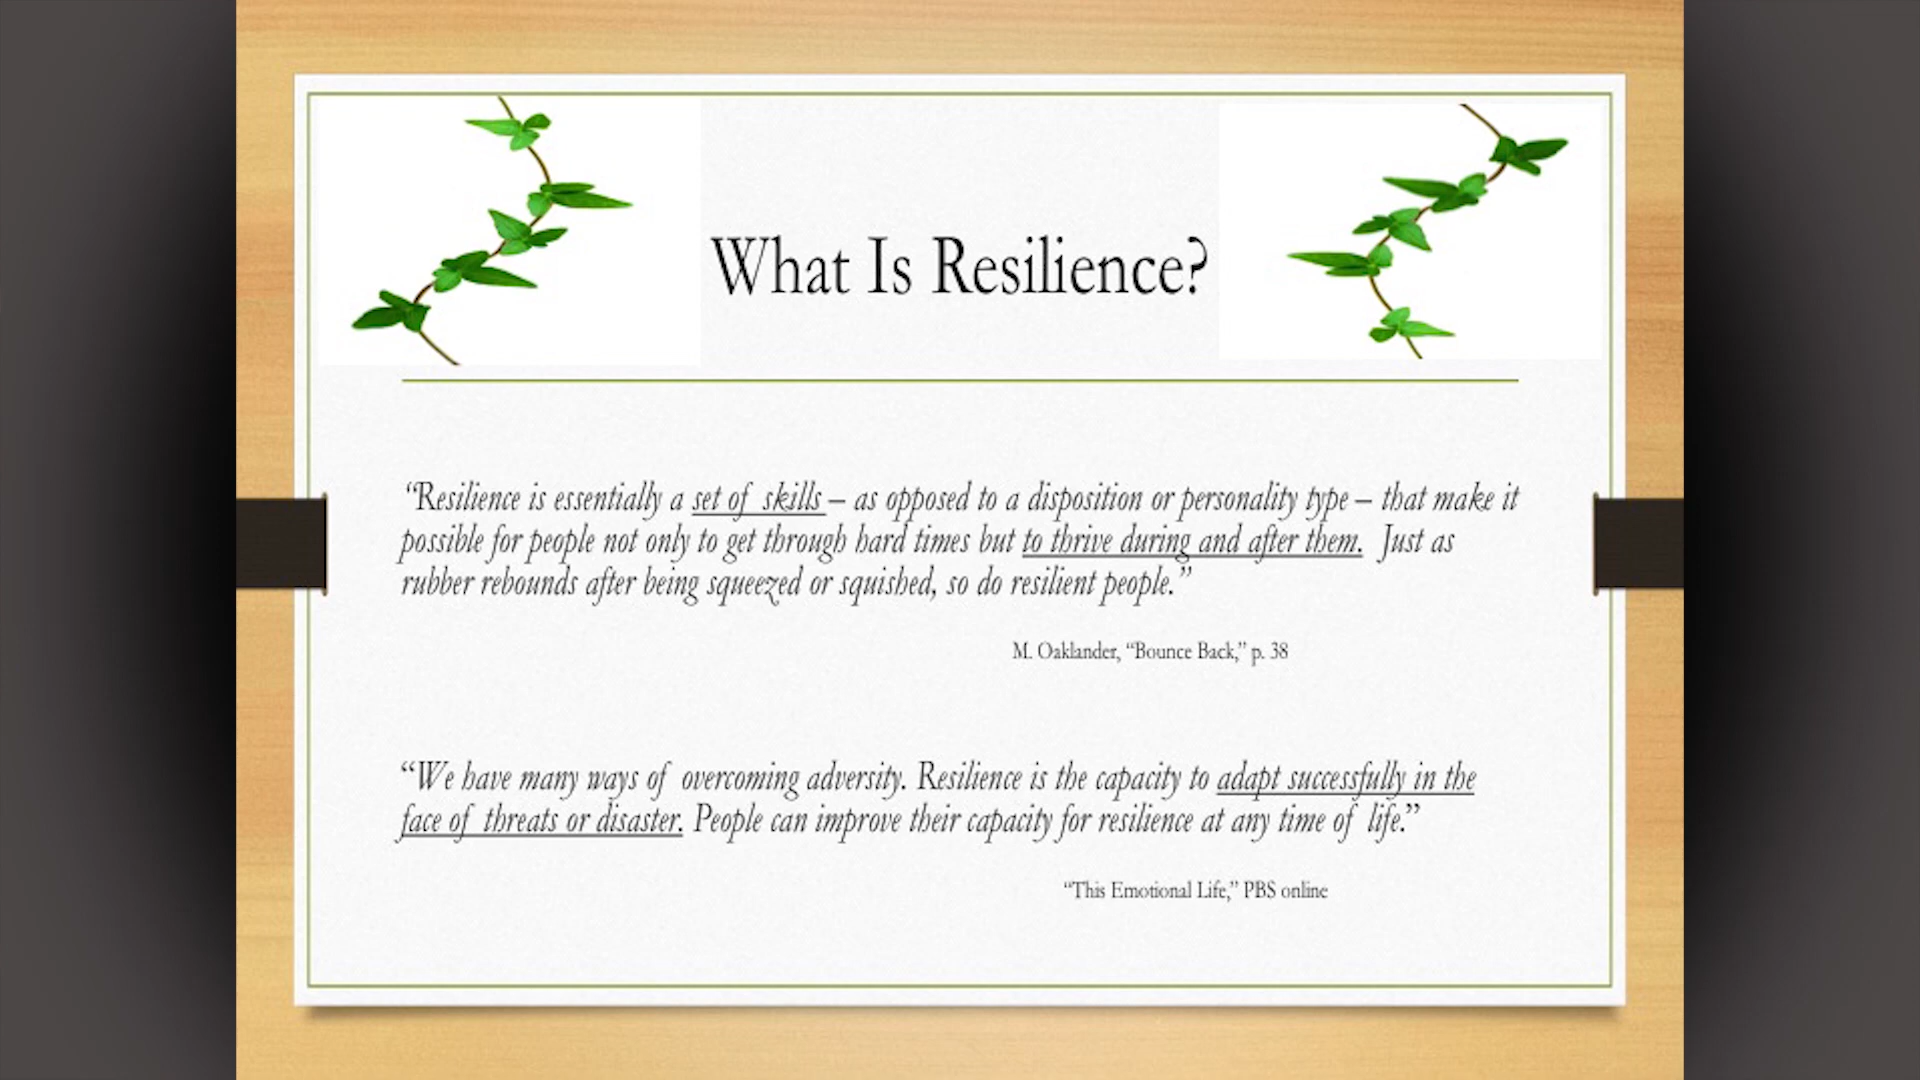 What Is Resilience?
“Resilience is essentially a set of skills – as opposed to a disposition or personality type – that make it
possible for people not only to get through hard times but to thrive during and after them. Just as
rubber rebounds after being squeezed or squished, so do resilient people.”
M. Oaklander, “Bounce Back,” p. 38
“We have many ways of overcoming adversity. Resilience is the capacity to adapt successfully in the
face of threats or disaster. People can improve their capacity for resilience at any time of life.”
“This Emotional Life,” PBS online